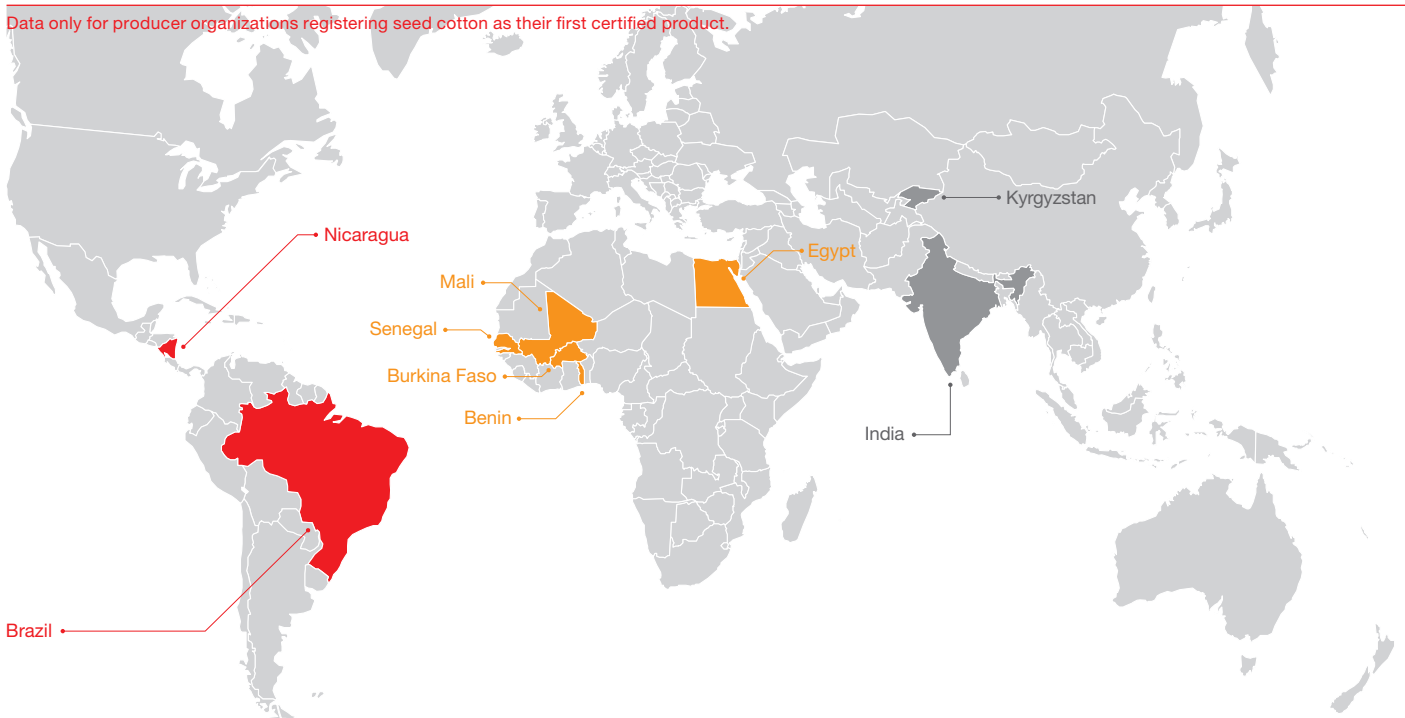 Data only for producer organizations registering seed cotton as their first certified product.
Kyrgyzstan
Nicaragua
Egypt
Mali
Senegal
Burkina Faso
Benin
India
Brazil